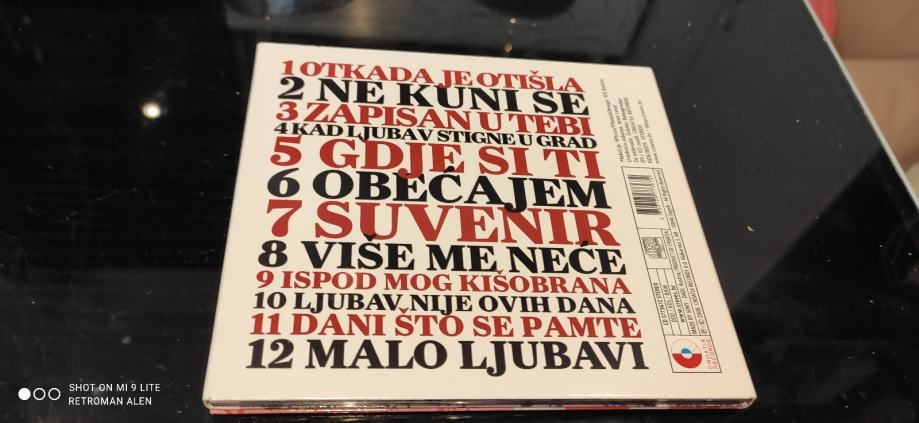 1 OTKADA JE OTIŠLA
2 NE KUNI SE
3 ZAPISAN U TEBI
4 KAD LJUBAV STIGNE U GRAD
5 GDJE SI TI
6 OBEĆAJEM
7 SUVENIR
8 VIŠE ME NEĆE
9 ISPOD MOG KIŠOBRANA
10 LJUBAV NIJE OVIH DANA
11 DANI ŠTO SE PAMTE
12 MALO LJUBAVI
CROATIA
RECORDS
SHOT ON MI 9 LITE
RETROMAN ALEN